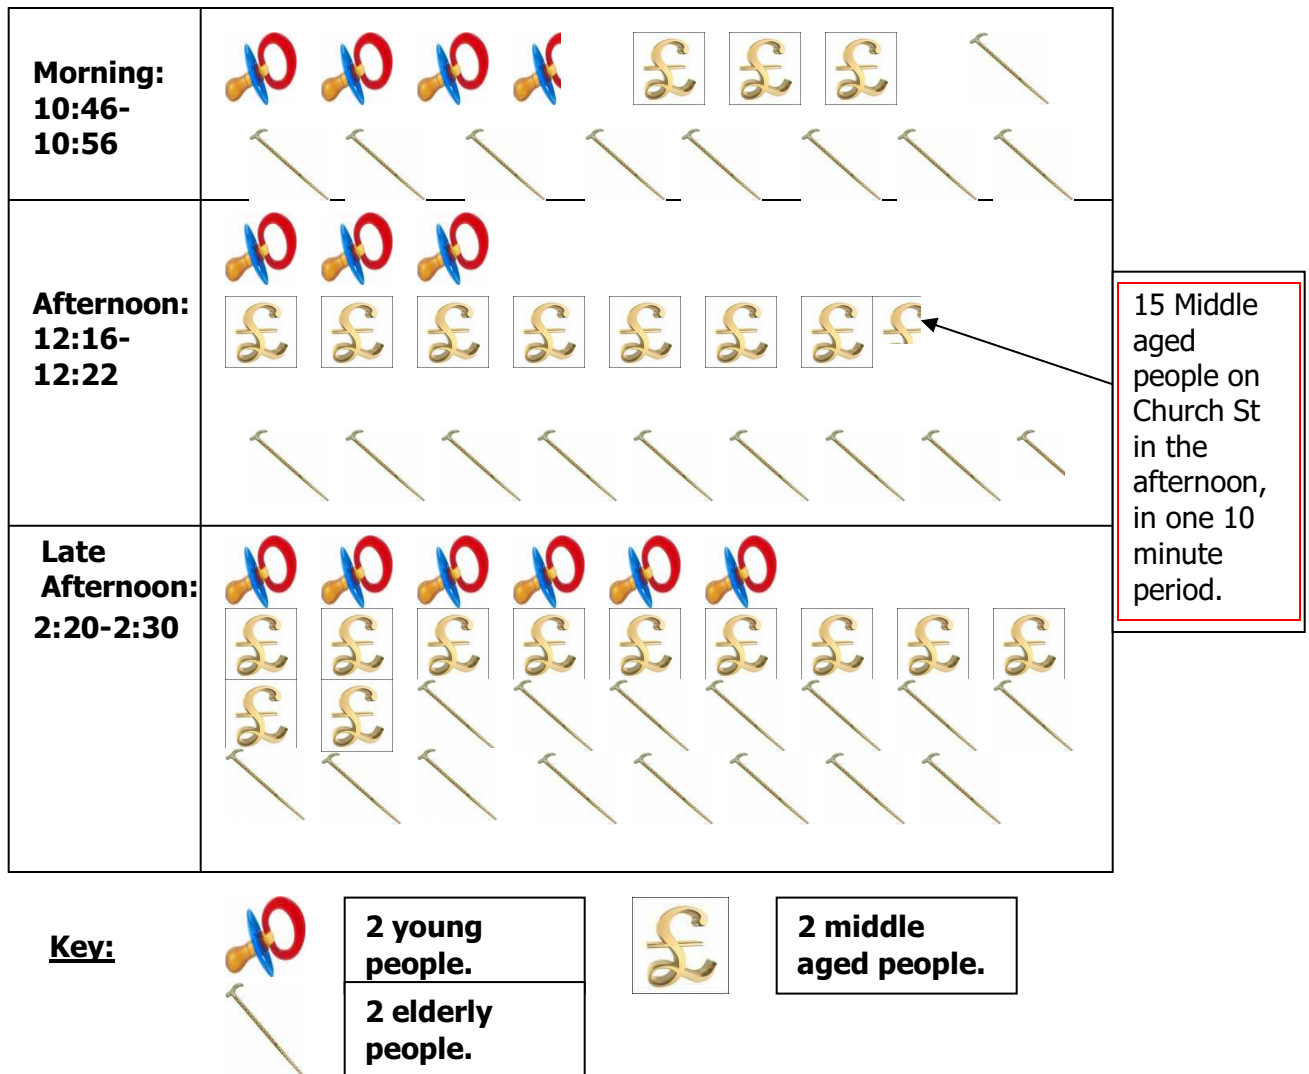 Morning:
10:46-
10:56
Afternoon:
12:16-
12:22
15 Middle
aged
people on
Church St
in the
afternoon,
in one 10
minute
period.
Late
Afternoon:
2:20-2:30
Key:
2 young
people.
2 middle
aged people.
2 elderly
people.